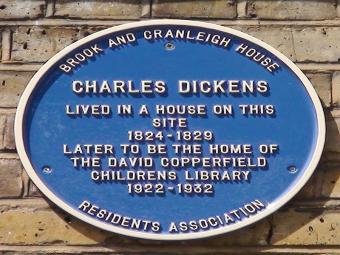 BROOK AND CRANLEIGH HOUSE
CHARLES DICKENS
LIVED IN A HOUSE ON THIS
SITE
1824-1829
LATER TO BE THE HOME OF
THE DAVID COPPERFIELD
CHILDRENS LIBRARY
1922-1932
RESIDENTS ASSOCIATION